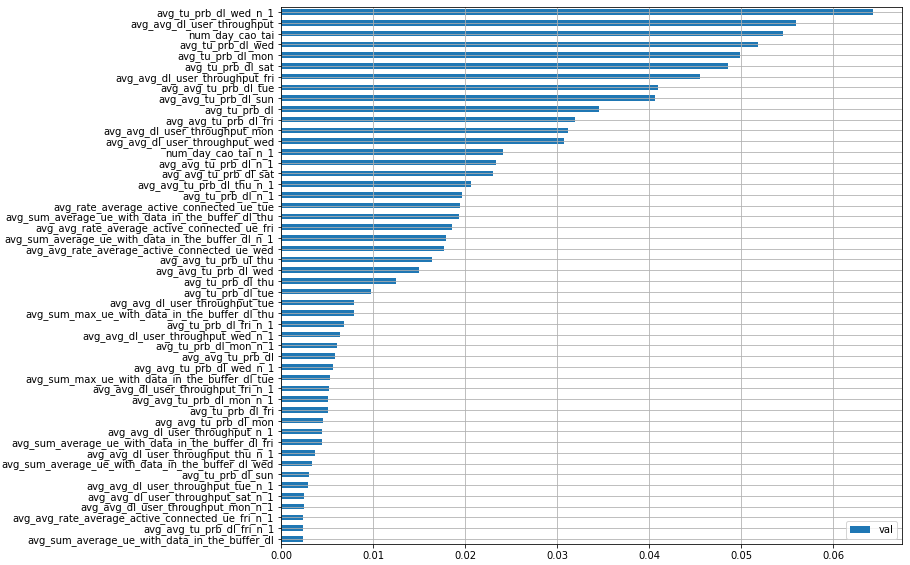 avg_tu_prb_dl_wed_n_1
avg_avg_dl_user_throughput
num_day_cao_tai
avg_tu_prb_dl_wed
avg_tu_prb_dl_mon
avg_tu_prb_dl_sat
avg_avg_dl_user_throughput_fri
avg_avg_tu_prb_dl_tue
avg_avg_tu_prb_dl_sun
avg_tu_prb_dl
avg_avg_tu_prb_dl_fri
avg_avg_dl_user_throughput_mon
avg_avg_dl_user_throughput_wed
num_day_cao_tai_n_1
avg_avg_tu_prb_dl_n_1
avg_avg_tu_prb_dl_sat
avg_avg_tu_prb_dl_thu_n_1
avg_tu_prb_dl_n_1
avg_rate_average_active_connected_ue_tue
avg_sum_average_ue_with_data_in_the_buffer_dl_thu
avg_avg_rate_average_active_connected_ue_fri
avg_sum_average_ue_with_data_in_the_buffer_dl_n_1
avg_avg_rate_average_active_connected_ue_wed
avg_avg_tu_prb_ul_thu
avg_avg_tu_prb_dl_wed
avg_tu_prb_dl_thu
avg_tu_prb_dl_tue
avg_avg_dl_user_throughput_tue
avg_sum_max_ue_with_data_in_the_buffer_dl_thu
avg_tu_prb_dl_fri_n_1
avg_avg_dl_user_throughput_wed_n_1
avg_tu_prb_dl_mon_n_1
avg_avg_tu_prb_dl
avg_avg_tu_prb_dl_wed_n_1
avg_sum_max_ue_with_data_in_the_buffer_dl_tue
avg_avg_dl_user_throughput_fri_n_1
avg_avg_tu_prb_dl_mon_n_1
avg_tu_prb_dl_fri
avg_avg_tu_prb_dl_mon
avg_avg_dl_user_throughput_n_1
avg_sum_average_ue_with_data_in_the_buffer_dl_fri
avg_avg_dl_user_throughput_thu_n_1
avg_sum_average_ue_with_data_in_the_buffer_dl_wed
avg_tu_prb_dl_sun
avg_avg_dl_user_throughput_tue_n_1
avg_avg_dl_user_throughput_sat_n_1
avg_avg_dl_user_throughput_mon_n_1
avg_avg_rate_average_active_connected_ue_fri_n_1
avg_avg_tu_prb_dl_fri_n_1
avg_sum_average_ue_with_data_in_the_buffer_dl
val
0.00 0.01 0.02 0.03 0.04 0.05 0.06